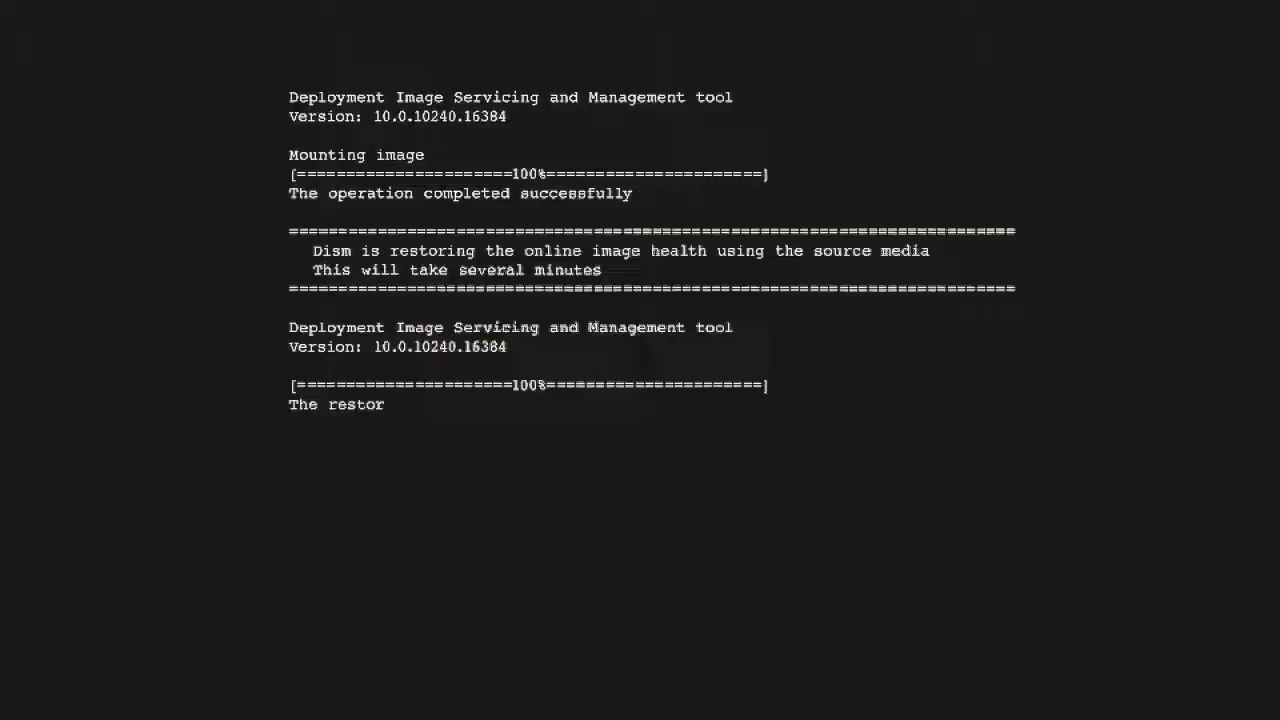 Deployment Image Servicing and Management tool
Version: 10.0.10240.16384
Mounting image
[======================100%======================]
The operation completed successfully
===========================================================================
Dism is restoring the online image health using the source media
This will take several minutes
===========================================================================
Deployment Image Servicing and Management tool
Version: 10.0.10240.16384
[======================100%======================]
The restor